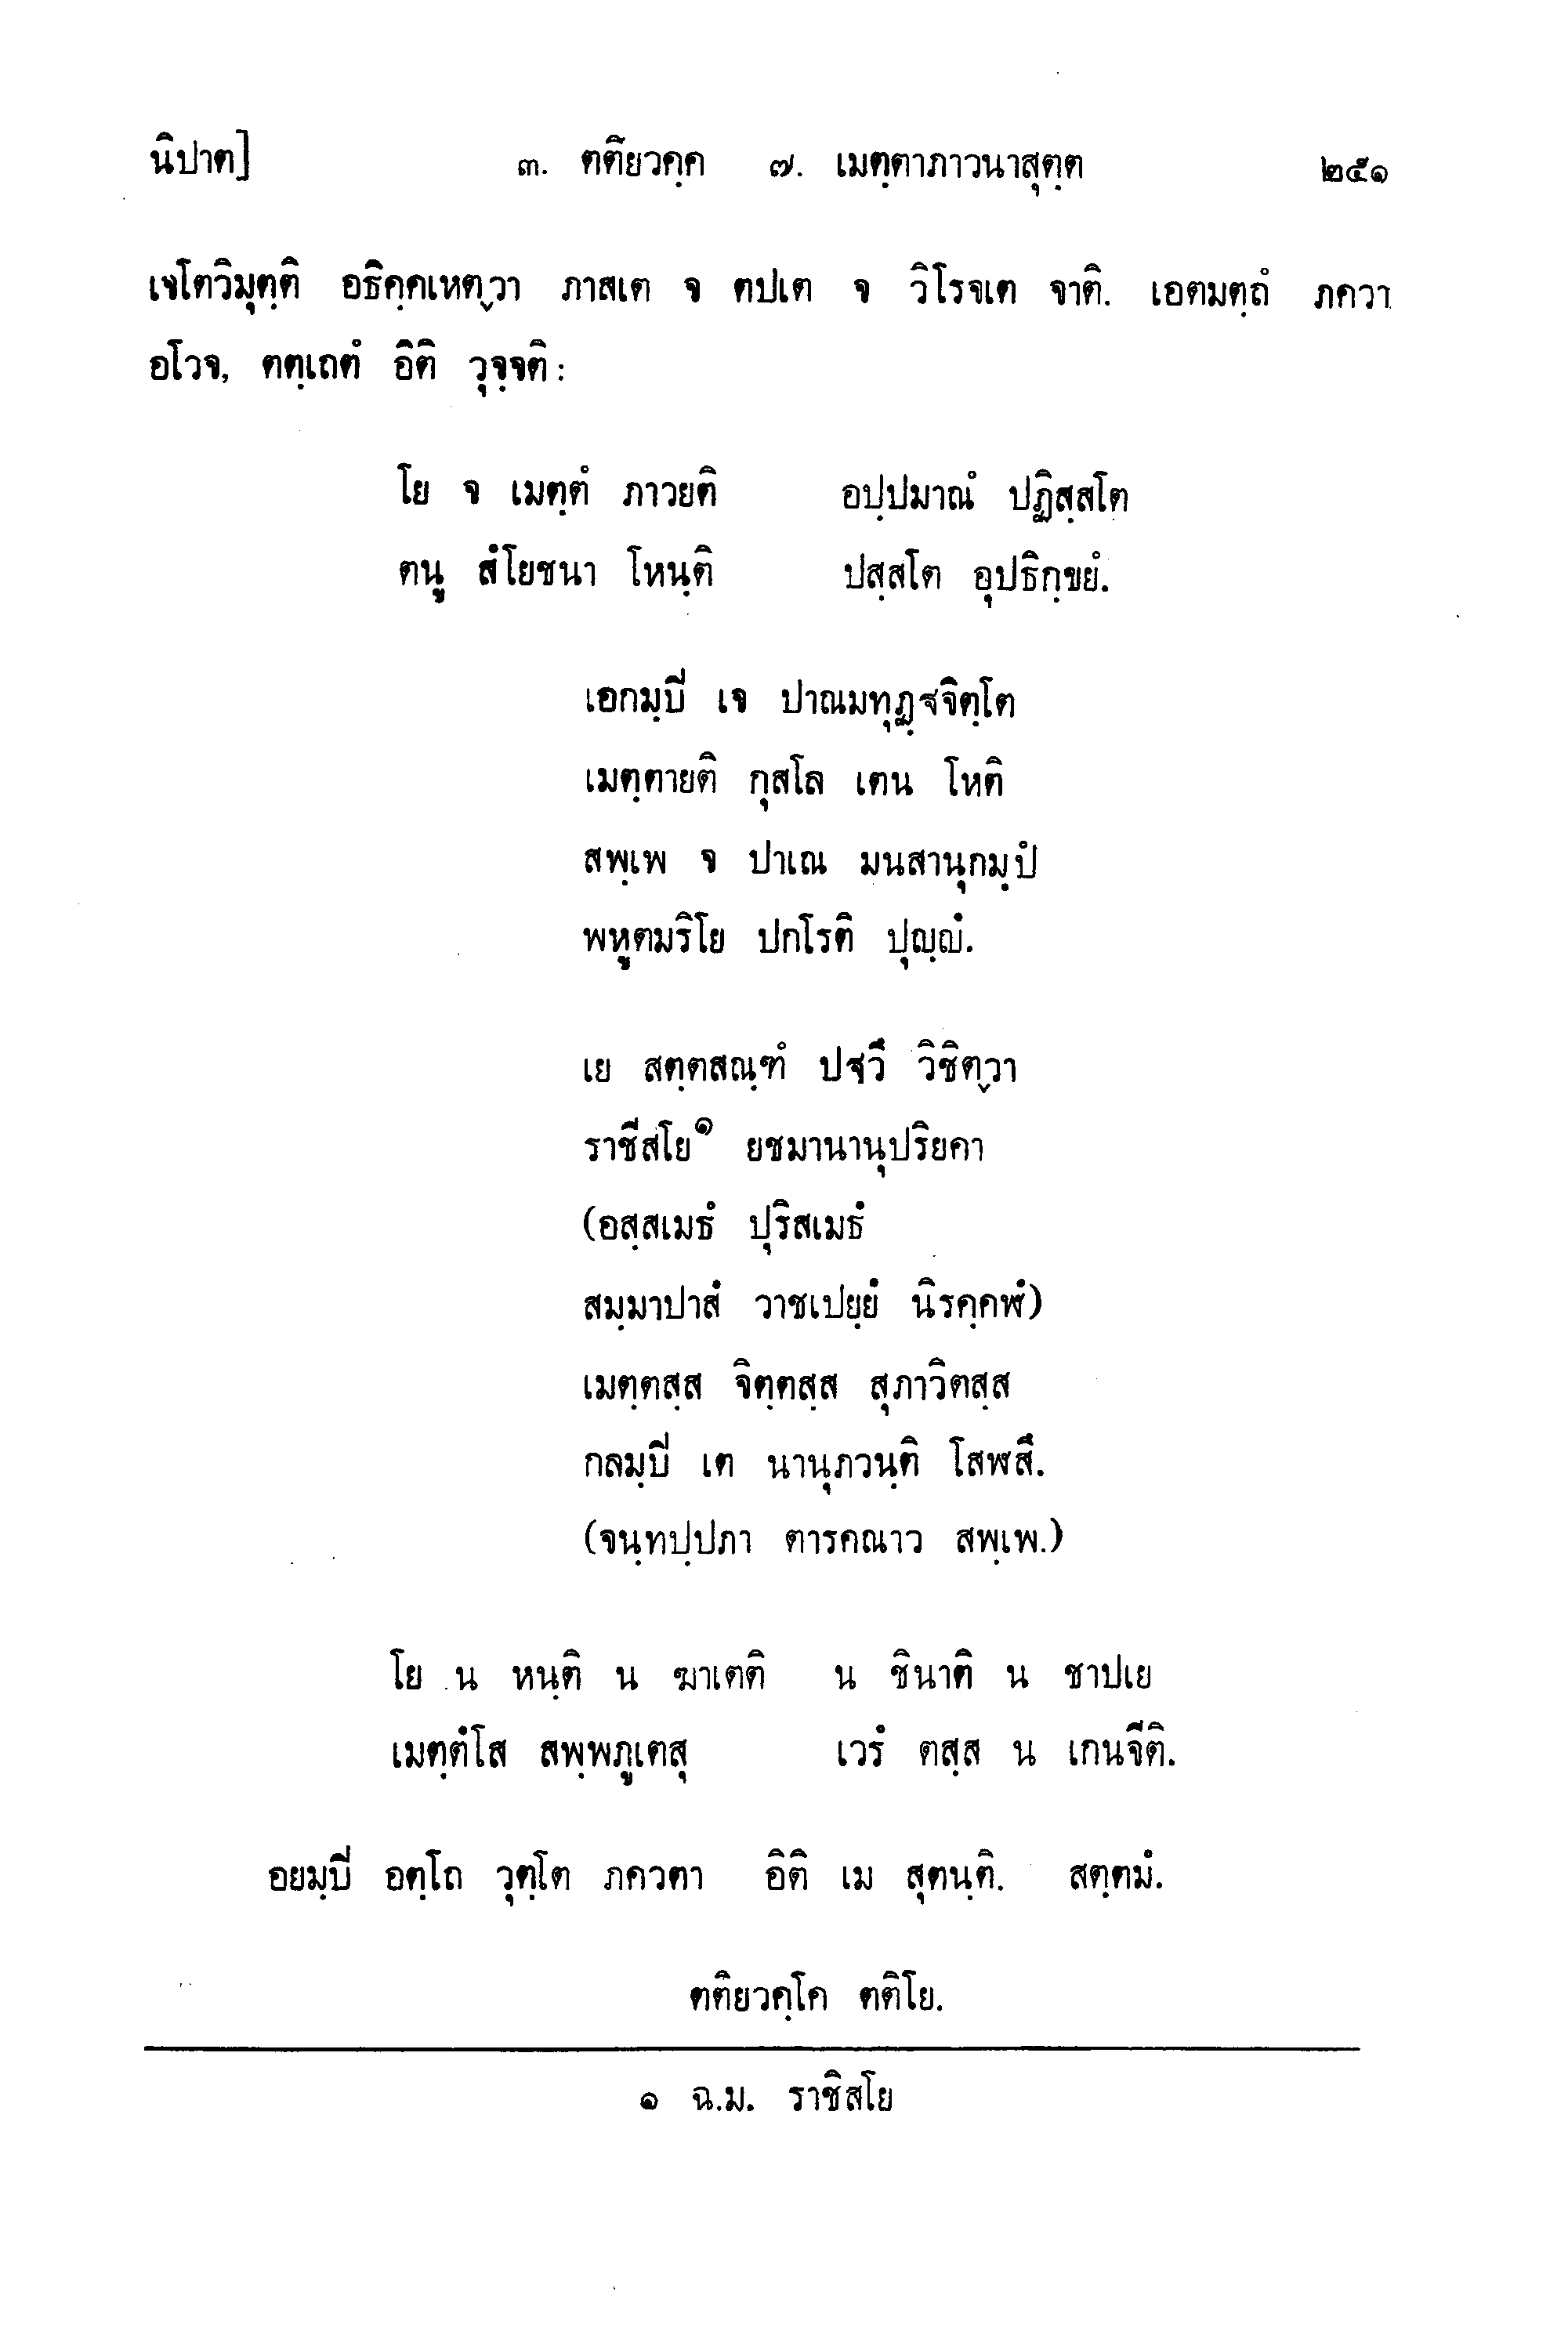 นิปาต] ๓. ตติยวคฺค ๗. เมตฺตาภาวนาสุตฺต ๒๕๑
เจโตวิมุตฺติ อธิคฺคเหตฺวา ภาสเต จ ตปเต จ วิโรจเต จาติ. เอตมตฺถํ ภควา
อโวจ, ตตฺเถตํ อิติ วุจฺจติ:
โย จ เมตฺตํ ภาวยติ อปฺปมาณํ ปฏิสฺสโต
ตนู สํโยชนา โหนฺติ ปสฺสโต อุปธิกฺขยํ.
เอกมฺปี เจ ปาณมทุฏฺฐจิตฺโต
เมตฺตายติ กุสโล เตน โหติ
สพฺเพ จ ปาเณ มนสานุกมฺปํ
พหูตมริโย ปกโรติ ปุญฺญํ.
เย สตฺตสณฺฑํ ปฐวึ วิชิตฺวา
ราชีสโย๑ ยชมานานุปริยคา
(อสฺสเมธํ ปุริสเมธํ
สมฺมาปาสํ วาชเปยฺยํ นิรคฺคฬํ)
เมตฺตสฺส จิตฺตสฺส สุภาวิตสฺส
กลมฺปี เต นานุภวนฺติ โสฬสึ.
(จนฺทปฺปภา ตารคณาว สพฺเพ.)
โย น หนฺติ น ฆาเตติ น ชินาติ น ชาปเย
เมตฺตํโส สพฺพภูเตสุ เวรํ ตสฺส น เกนจีติ.
อยมฺปี อตฺโถ วุตฺโต ภควตา อิติ เม สุตนฺติ. สตฺตมํ.
ตติยวคฺโค ตติโย.
๑ ฉ.ม. ราชิสโย